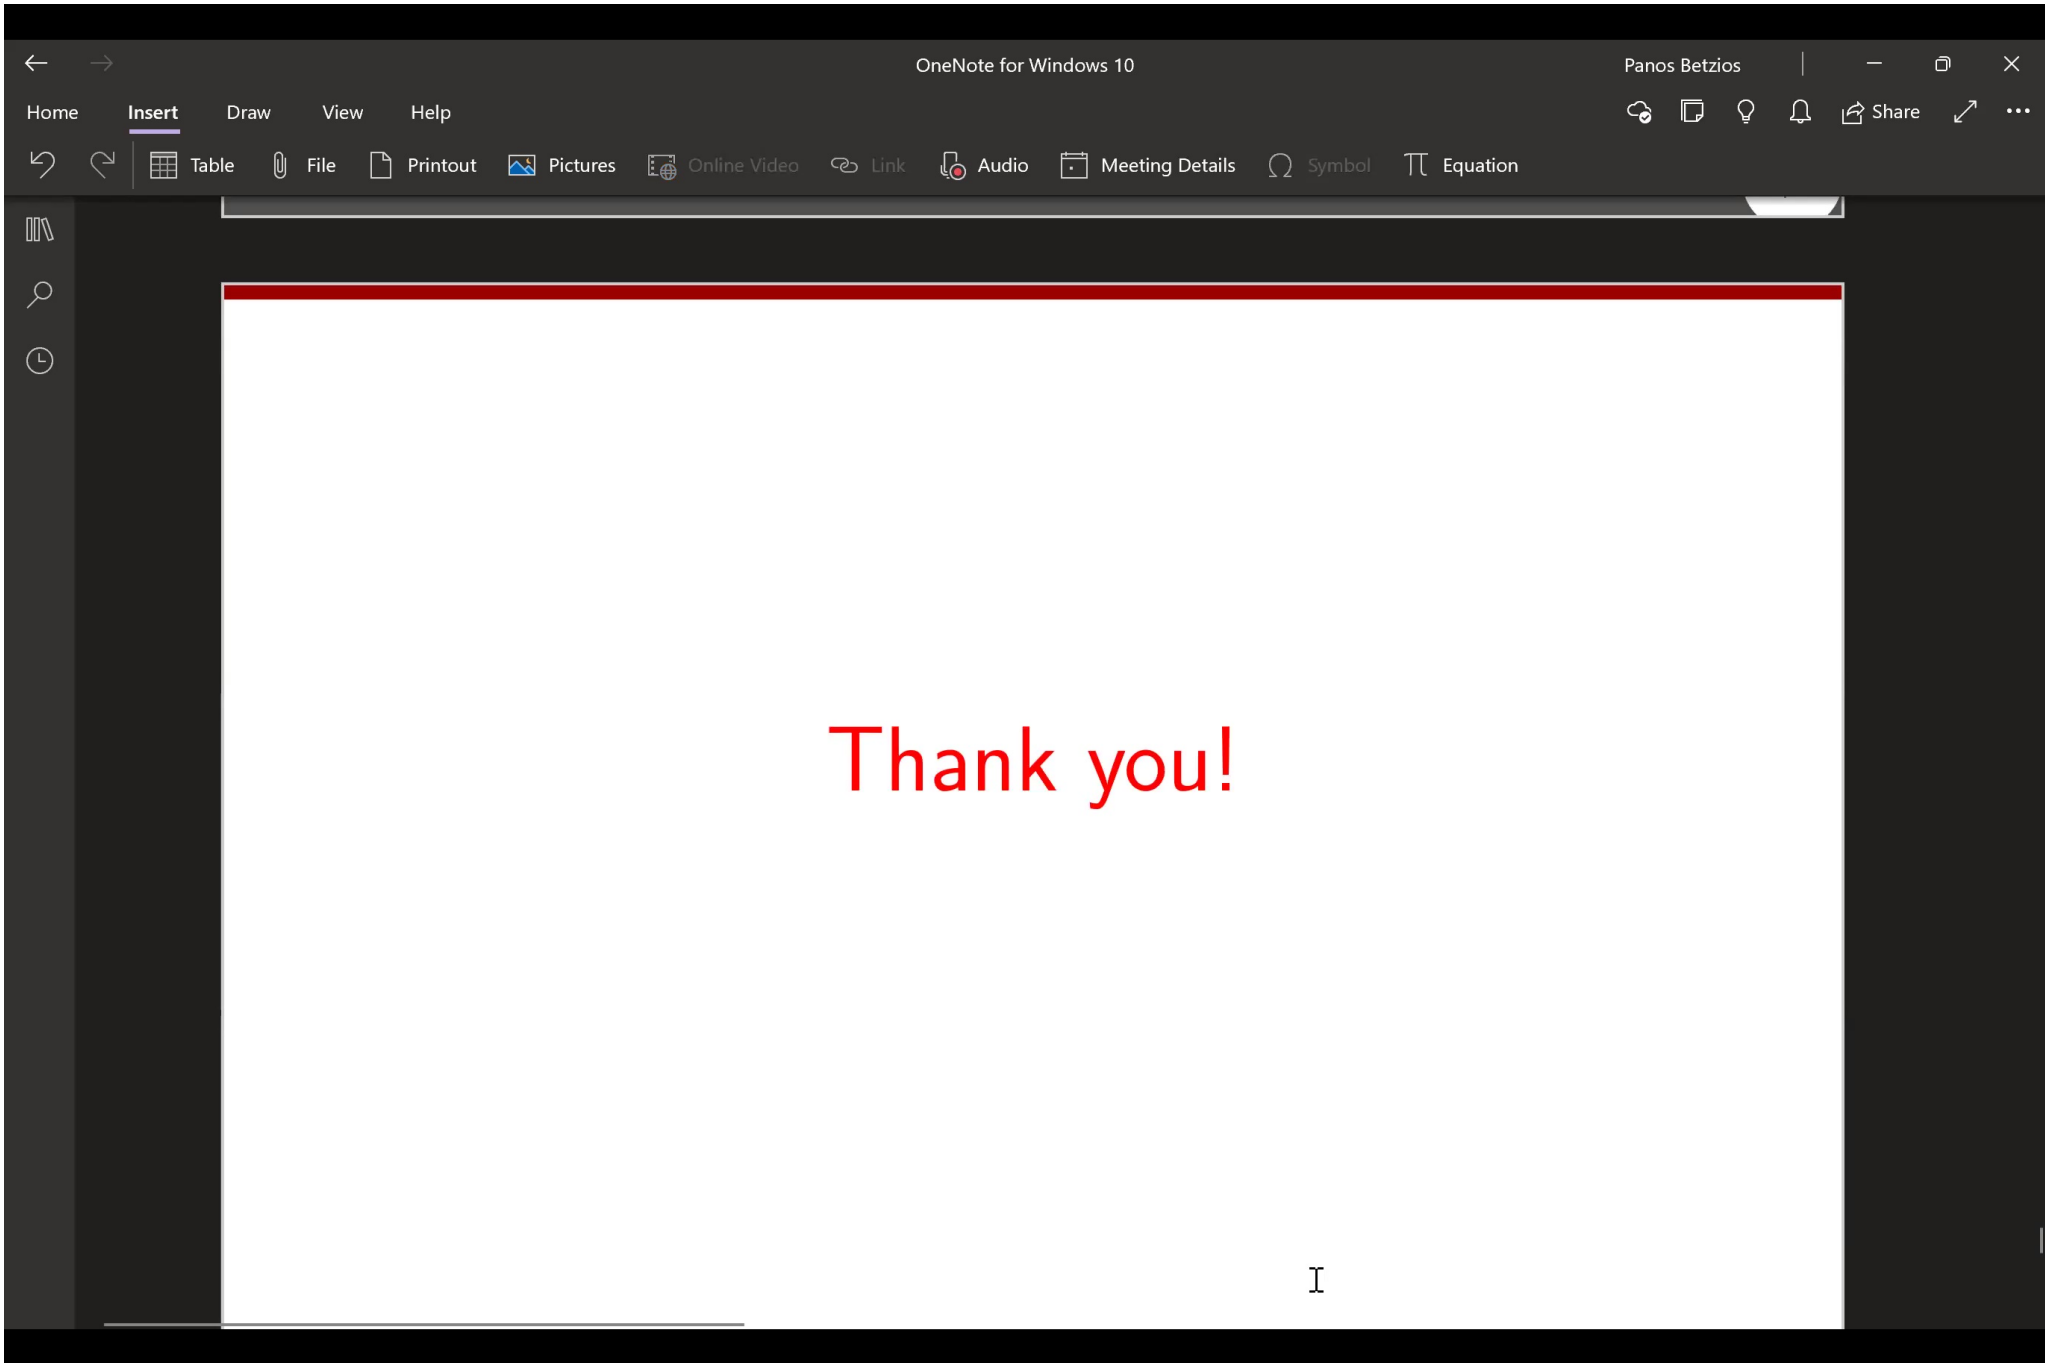 OneNote for Windows 10
Panos Betzios
Home Insert Draw View Help
Share
Table File Printout Pictures Online Video Link Audio Meeting Details Symbol Equation
Thank you!